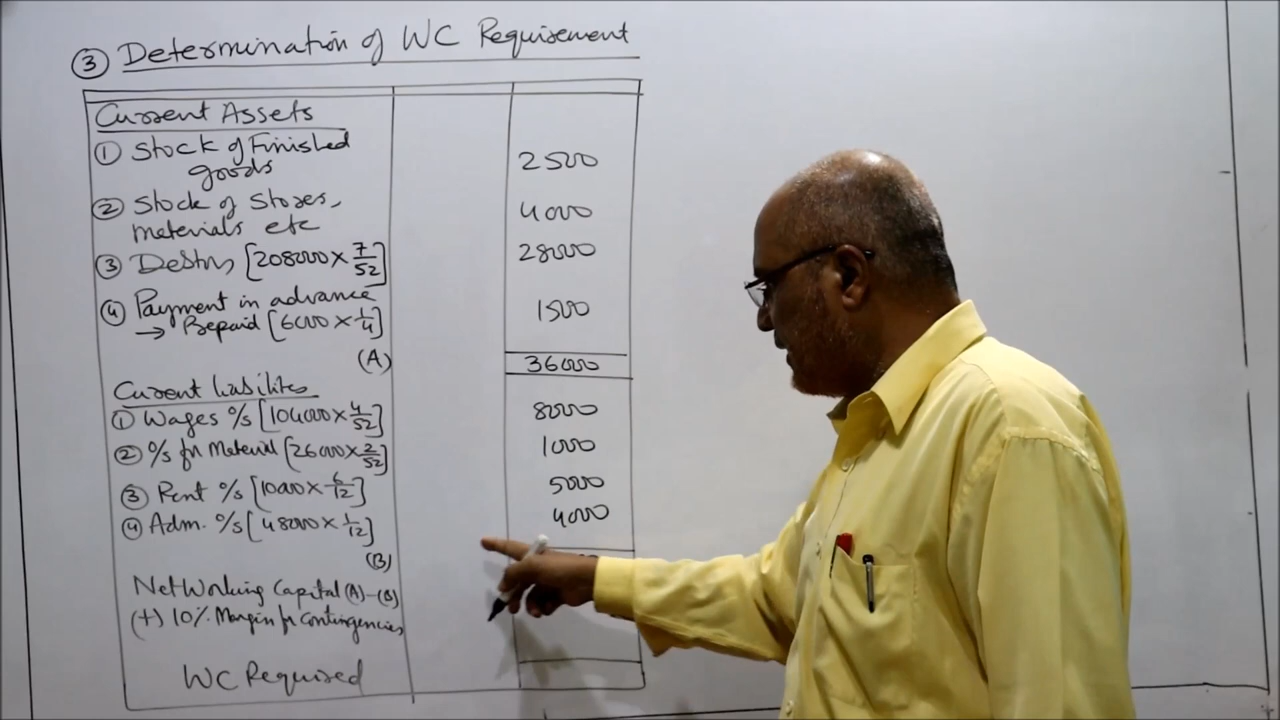 ③ Determination of WC Requirement
Current Assets
① Stock of Finished goods 2500
② Stock of Stores, materials etc 4000
③ Debtors [208000 × 7/52] 28000
④ Payment in advance
→ Prepaid [6000 × 1/4] 1500
(A) 36000
Current liabilites
① Wages o/s [104000 × 4/52] 8000
② o/s for Material [26000 × 2/52] 1000
③ Rent o/s [10000 × 6/12] 5000
④ Adm. o/s [48000 × 1/12] 4000
(B)
Net Working Capital (A)-(B)
(+) 10% Margin for Contingencies
WC Required